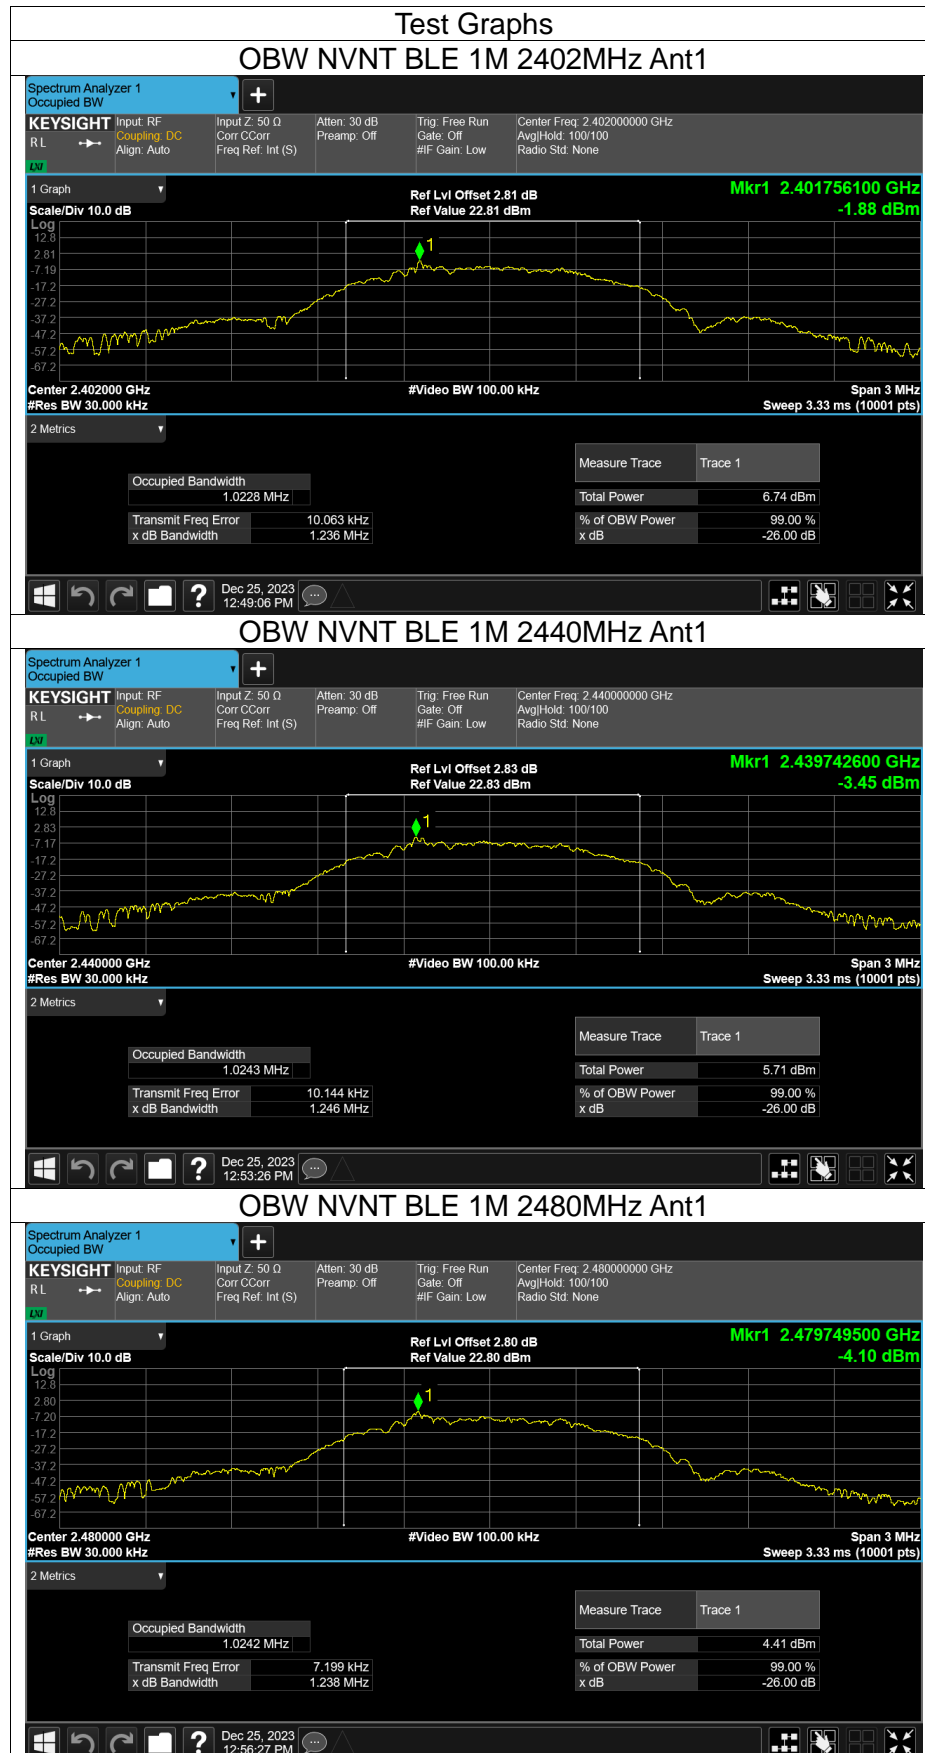 Test Graphs
OBW NVNT BLE 1M 2402MHz Ant1
Spectrum Analyzer 1
Occupied BW
KEYSIGHT
RL
LXI
Input: RF
Coupling: DC
Align: Auto
Input Z: 50 Ω
Corr CCorr
Freq Ref: Int (S)
Atten: 30 dB
Preamp: Off
Trig: Free Run
Gate: Off
#IF Gain: Low
Center Freq: 2.402000000 GHz
Avg|Hold: 100/100
Radio Std: None
1 Graph
Scale/Div 10.0 dB
Ref Lvl Offset 2.81 dB
Ref Value 22.81 dBm
Mkr1 2.401756100 GHz
-1.88 dBm
Log
12.8
2.81
-7.19
-17.2
-27.2
-37.2
-47.2
-57.2
-67.2
1
Center 2.402000 GHz
#Res BW 30.000 kHz
#Video BW 100.00 kHz
Span 3 MHz
Sweep 3.33 ms (10001 pts)
2 Metrics
Occupied Bandwidth
1.0228 MHz
Transmit Freq Error 10.063 kHz
x dB Bandwidth 1.236 MHz
Measure Trace Trace 1
Total Power 6.74 dBm
% of OBW Power 99.00 %
x dB -26.00 dB
Dec 25, 2023
12:49:06 PM
OBW NVNT BLE 1M 2440MHz Ant1
Spectrum Analyzer 1
Occupied BW
KEYSIGHT
RL
LXI
Input: RF
Coupling: DC
Align: Auto
Input Z: 50 Ω
Corr CCorr
Freq Ref: Int (S)
Atten: 30 dB
Preamp: Off
Trig: Free Run
Gate: Off
#IF Gain: Low
Center Freq: 2.440000000 GHz
Avg|Hold: 100/100
Radio Std: None
1 Graph
Scale/Div 10.0 dB
Ref Lvl Offset 2.83 dB
Ref Value 22.83 dBm
Mkr1 2.439742600 GHz
-3.45 dBm
Log
12.8
2.83
-7.17
-17.2
-27.2
-37.2
-47.2
-57.2
-67.2
1
Center 2.440000 GHz
#Res BW 30.000 kHz
#Video BW 100.00 kHz
Span 3 MHz
Sweep 3.33 ms (10001 pts)
2 Metrics
Occupied Bandwidth
1.0243 MHz
Transmit Freq Error 10.144 kHz
x dB Bandwidth 1.246 MHz
Measure Trace Trace 1
Total Power 5.71 dBm
% of OBW Power 99.00 %
x dB -26.00 dB
Dec 25, 2023
12:53:26 PM
OBW NVNT BLE 1M 2480MHz Ant1
Spectrum Analyzer 1
Occupied BW
KEYSIGHT
RL
LXI
Input: RF
Coupling: DC
Align: Auto
Input Z: 50 Ω
Corr CCorr
Freq Ref: Int (S)
Atten: 30 dB
Preamp: Off
Trig: Free Run
Gate: Off
#IF Gain: Low
Center Freq: 2.480000000 GHz
Avg|Hold: 100/100
Radio Std: None
1 Graph
Scale/Div 10.0 dB
Ref Lvl Offset 2.80 dB
Ref Value 22.80 dBm
Mkr1 2.479749500 GHz
-4.10 dBm
Log
12.8
2.80
-7.20
-17.2
-27.2
-37.2
-47.2
-57.2
-67.2
1
Center 2.480000 GHz
#Res BW 30.000 kHz
#Video BW 100.00 kHz
Span 3 MHz
Sweep 3.33 ms (10001 pts)
2 Metrics
Occupied Bandwidth
1.0242 MHz
Transmit Freq Error 7.199 kHz
x dB Bandwidth 1.238 MHz
Measure Trace Trace 1
Total Power 4.41 dBm
% of OBW Power 99.00 %
x dB -26.00 dB
Dec 25, 2023
12:56:27 PM